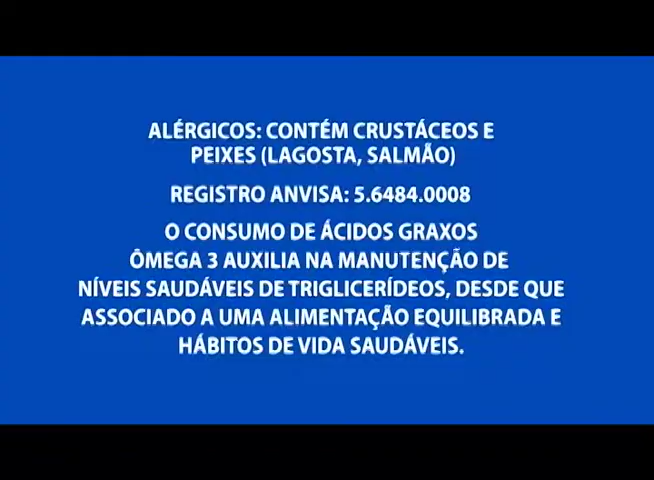 ALÉRGICOS: CONTÉM CRUSTÁCEOS E
PEIXES (LAGOSTA, SALMÃO)
REGISTRO ANVISA: 5.6484.0008
O CONSUMO DE ÁCIDOS GRAXOS
ÔMEGA 3 AUXILIA NA MANUTENÇÃO DE
NÍVEIS SAUDÁVEIS DE TRIGLICERÍDEOS, DESDE QUE
ASSOCIADO A UMA ALIMENTAÇÃO EQUILIBRADA E
HÁBITOS DE VIDA SAUDÁVEIS.